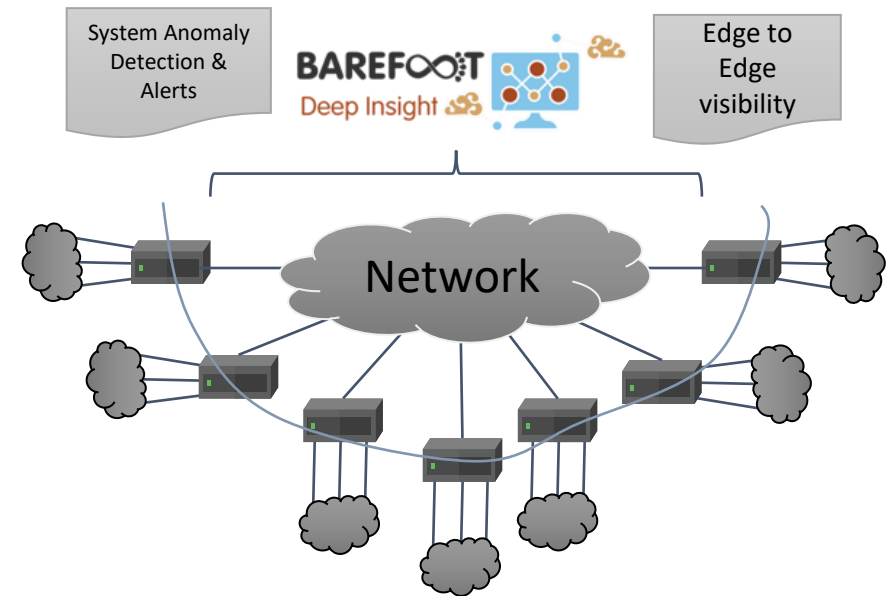 System Anomaly
Detection &
Alerts
BAREFOOT
Deep Insight
Edge to
Edge
visibility
Network